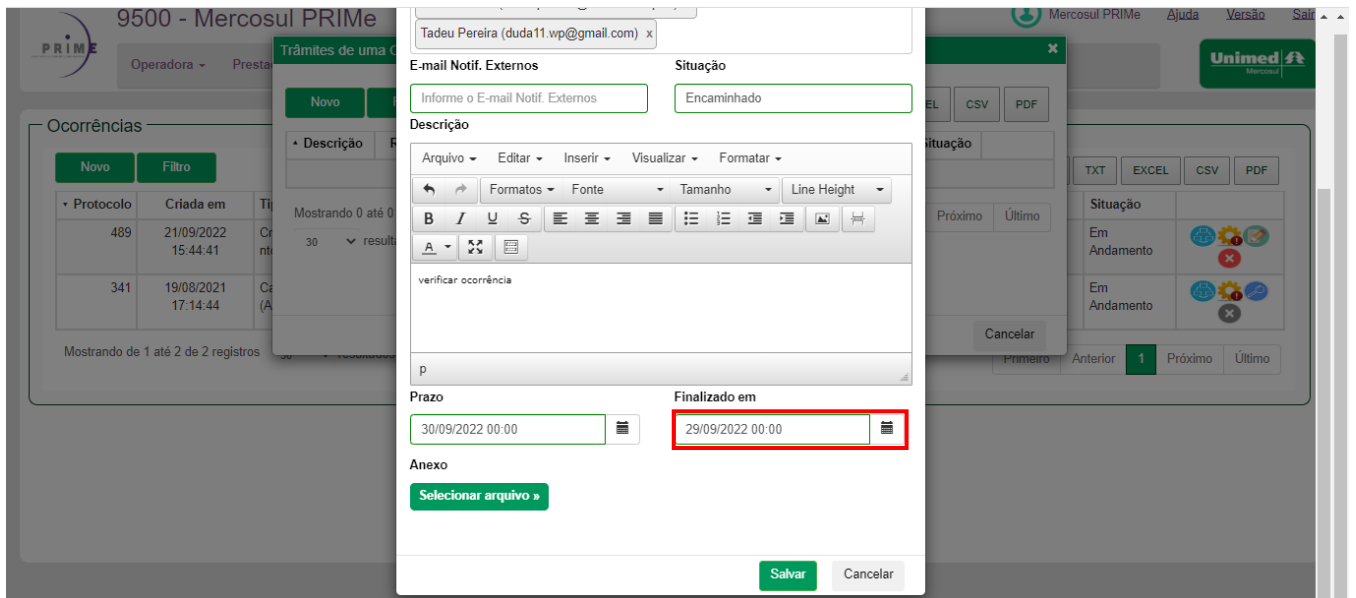 9500 - Mercosul PRIMe
Mercosul PRIMe Ajuda Versão Sair
PRIME
Operadora
Unimed
Mercosul
Trâmites de uma
x
Novo
CSV PDF
Descrição
Situação
Mostrando 0 até 0
Próximo Último
30
Cancelar
Ocorrências
Novo Filtro
TXT EXCEL CSV PDF
Protocolo Criada em
Situação
489 21/09/2022
15:44:41
Em
Andamento
341 19/08/2021
17:14:44
Em
Andamento
Mostrando de 1 até 2 de 2 registros
Primeiro Anterior 1 Próximo Último
Tadeu Pereira (duda11.wp@gmail.com) x
E-mail Notif. Externos Situação
Informe o E-mail Notif. Externos Encaminhado
Descrição
Arquivo Editar Inserir Visualizar Formatar
Formatos Fonte Tamanho Line Height
B I U S
A
verificar ocorrência
p
Prazo Finalizado em
30/09/2022 00:00 29/09/2022 00:00
Anexo
Selecionar arquivo »
Salvar Cancelar